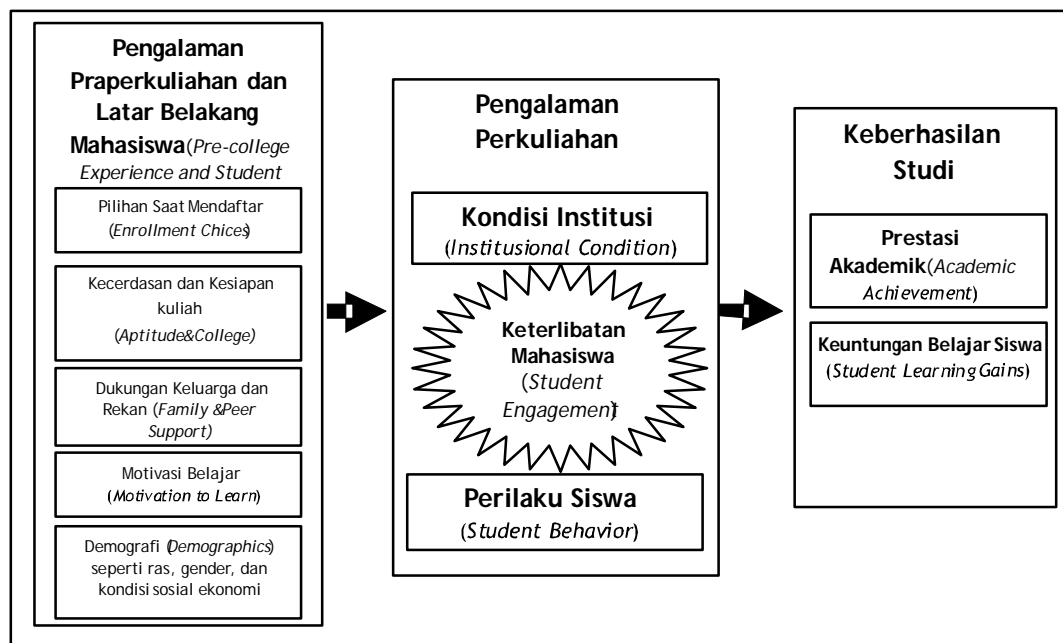 Pengalaman
Praperkuliahan dan
Latar Belakang
Mahasiswa(Pre-college
Experience and Student
Pilihan Saat Mendaftar
(Enrollment Chices)
Kecerdasan dan Kesiapan
kuliah
(Aptitude&College)
Dukungan Keluarga dan
Rekan (Family &Peer
Support)
Motivasi Belajar
(Motivation to Learn)
Demografi (Demographics)
seperti ras, gender, dan
kondisi sosial ekonomi
Pengalaman
Perkuliahan
Kondisi Institusi
(Institusional Condition)
Keterlibatan
Mahasiswa
(Student
Engagement)
Perilaku Siswa
(Student Behavior)
Keberhasilan
Studi
Prestasi
Akademik(Academic
Achievement)
Keuntungan Belajar Siswa
(Student Learning Gains)